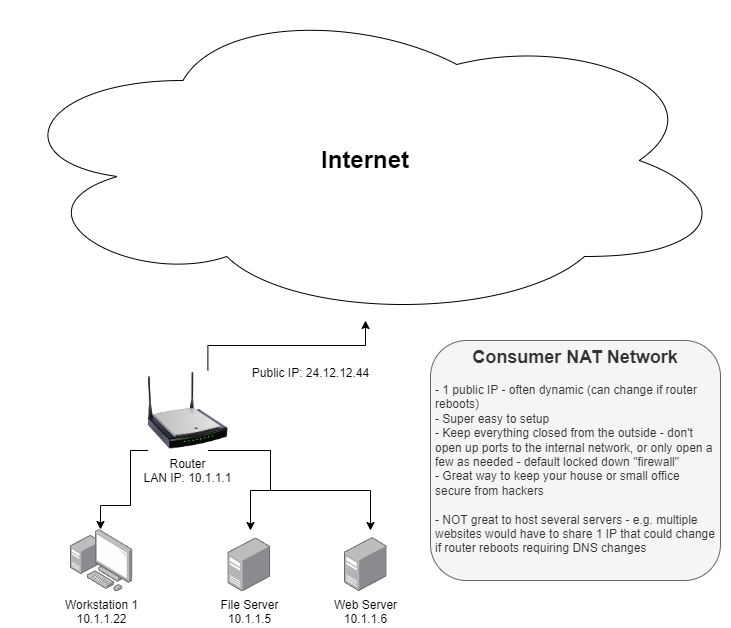 Internet
Public IP: 24.12.12.44
Router
LAN IP: 10.1.1.1
Workstation 1
10.1.1.22
File Server
10.1.1.5
Web Server
10.1.1.6
Consumer NAT Network
- 1 public IP - often dynamic (can change if router
reboots)
- Super easy to setup
- Keep everything closed from the outside - don't
open up ports to the internal network, or only open a
few as needed - default locked down "firewall"
- Great way to keep your house or small office
secure from hackers
- NOT great to host several servers - e.g. multiple
websites would have to share 1 IP that could change
if router reboots requiring DNS changes